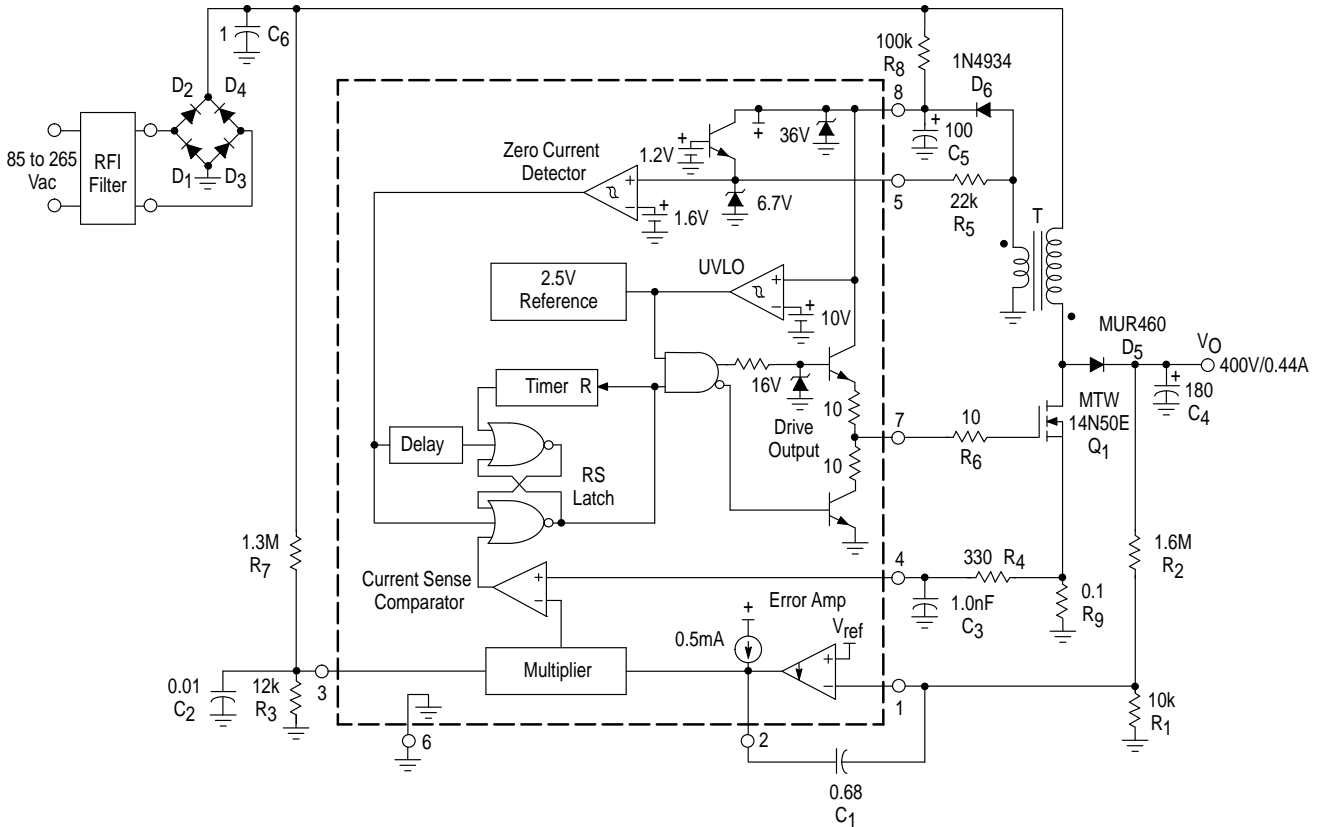 1
C6
100k
R8
1N4934
D6
D2
D4
8
36V
+
+
100
C5
1.2V
+
85 to 265
Vac
RFI
Filter
D1
D3
Zero Current
Detector
+
–
+
1.6V
6.7V
5
22k
R5
T
2.5V
Reference
UVLO
+
–
+
10V
MUR460
D5
VO
400V/0.44A
+
180
C4
Timer R
16V
10
Drive
Output
10
7
10
R6
MTW
14N50E
Q1
Delay
RS
Latch
1.3M
R7
1.6M
R2
Current Sense
Comparator
+
–
4
330 R4
1.0nF
C3
0.1
R9
Error Amp
+
0.5mA
Vref
+
–
Multiplier
0.01
C2
12k
R3
3
1
10k
R1
6
2
0.68
C1